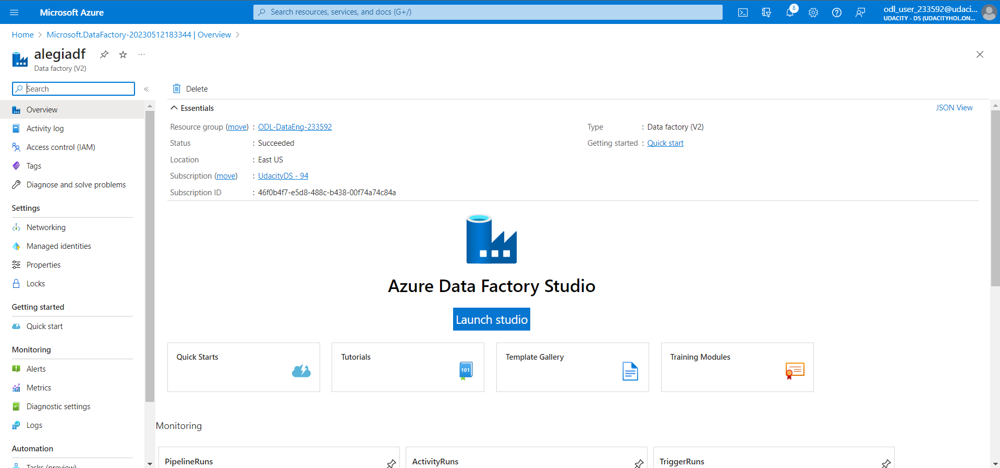 Microsoft Azure
Search resources, services, and docs (G+/)
8
odl_user_233592@udaci...
UDACITY - DS (UDACITYHOL.ON...
Home > Microsoft.DataFactory-20230512183344 | Overview >
alegiadf
Data factory (V2)
Search
Delete
Overview
Activity log
Access control (IAM)
Tags
Diagnose and solve problems
Settings
Networking
Managed identities
Properties
Locks
Getting started
Quick start
Monitoring
Alerts
Metrics
Diagnostic settings
Logs
Automation
Tasks (preview)
Essentials
JSON View
Resource group (move) : ODL-DataEng-233592
Status : Succeeded
Location : East US
Subscription (move) : UdacityDS - 94
Subscription ID : 46f0b4f7-e5d8-488c-b438-00f74a74c84a
Type : Data factory (V2)
Getting started : Quick start
Azure Data Factory Studio
Launch studio
Quick Starts
Tutorials
101
Template Gallery
Training Modules
Monitoring
PipelineRuns
ActivityRuns
TriggerRuns